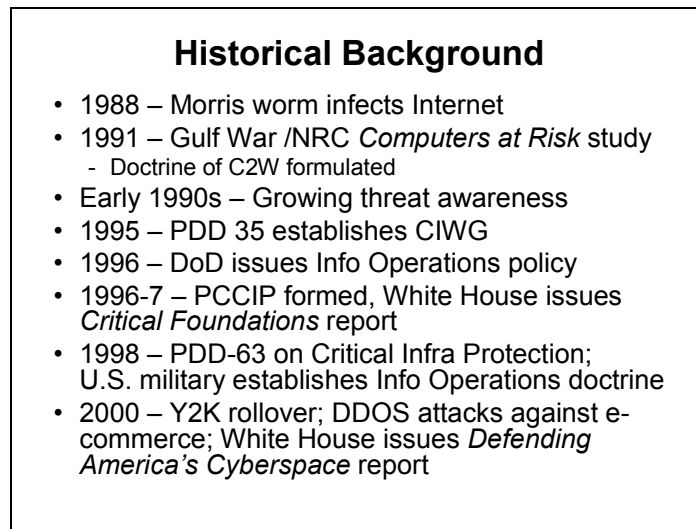 Historical Background
• 1988 – Morris worm infects Internet
• 1991 – Gulf War /NRC Computers at Risk study
- Doctrine of C2W formulated
• Early 1990s – Growing threat awareness
• 1995 – PDD 35 establishes CIWG
• 1996 – DoD issues Info Operations policy
• 1996-7 – PCCIP formed, White House issues
Critical Foundations report
• 1998 – PDD-63 on Critical Infra Protection;
U.S. military establishes Info Operations doctrine
• 2000 – Y2K rollover; DDOS attacks against e-
commerce; White House issues Defending
America's Cyberspace report